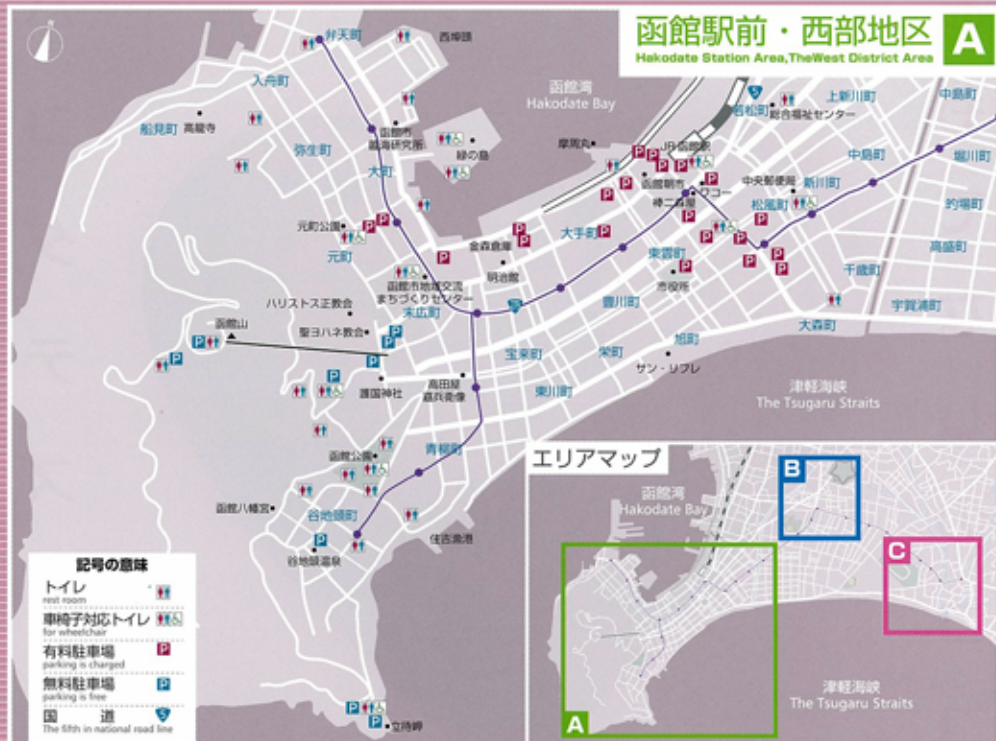 函館駅前・西部地区
A
Hakodate Station Area,TheWest District Area
弁天町
西埠頭
入舟町
函館湾
Hakodate Bay
5
若松町
上新川町
中島町
総合福祉センター
船見町
高龍寺
函館市
緑の島
摩周丸
JR函館駅
弥生町
大町
函館朝市
ワコー
中央郵便局
新川町
中島町
堀川町
棒二森屋
松風町
的場町
元町公園
元町
金森倉庫
大手町
東雲町
高盛町
明治館
函館市地域交流
まちづくりセンター
市役所
千歳町
末広町
豊川町
宇賀浦町
ハリストス正教会
函館山
聖ヨハネ教会
5
大森町
宝来町
栄町
旭町
サン・リフレ
護国神社
高田屋
嘉兵衛像
東川町
津軽海峡
The Tsugaru Straits
青柳町
函館公園
函館八幡宮
谷地頭町
住吉漁港
谷地頭温泉
立待岬
記号の意味
トイレ
rest room
車椅子対応トイレ
for wheelchair
有料駐車場
P
parking is charged
無料駐車場
P
parking is free
国 道
5
The fifth in national road line
エリアマップ
函館湾
Hakodate Bay
B
C
A
津軽海峡
The Tsugaru Straits